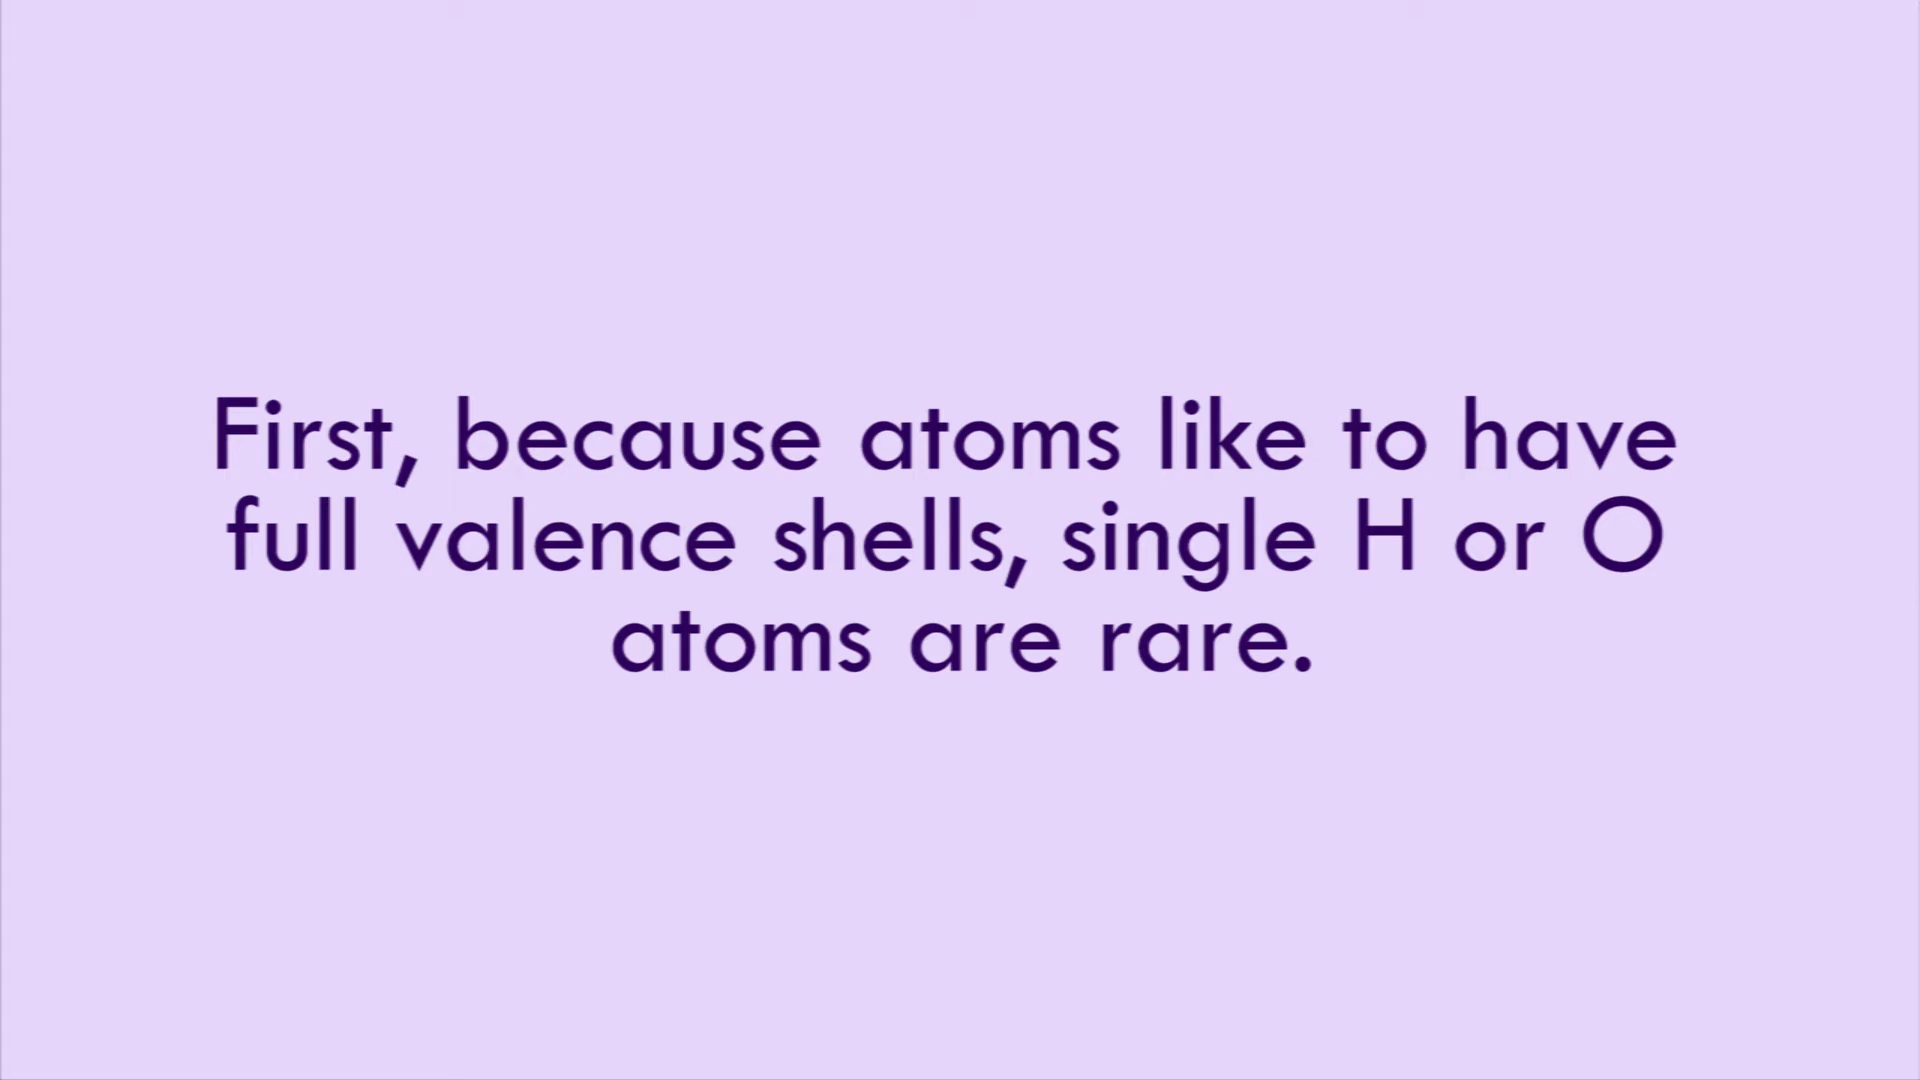 First, because atoms like to have
full valence shells, single H or O
atoms are rare.